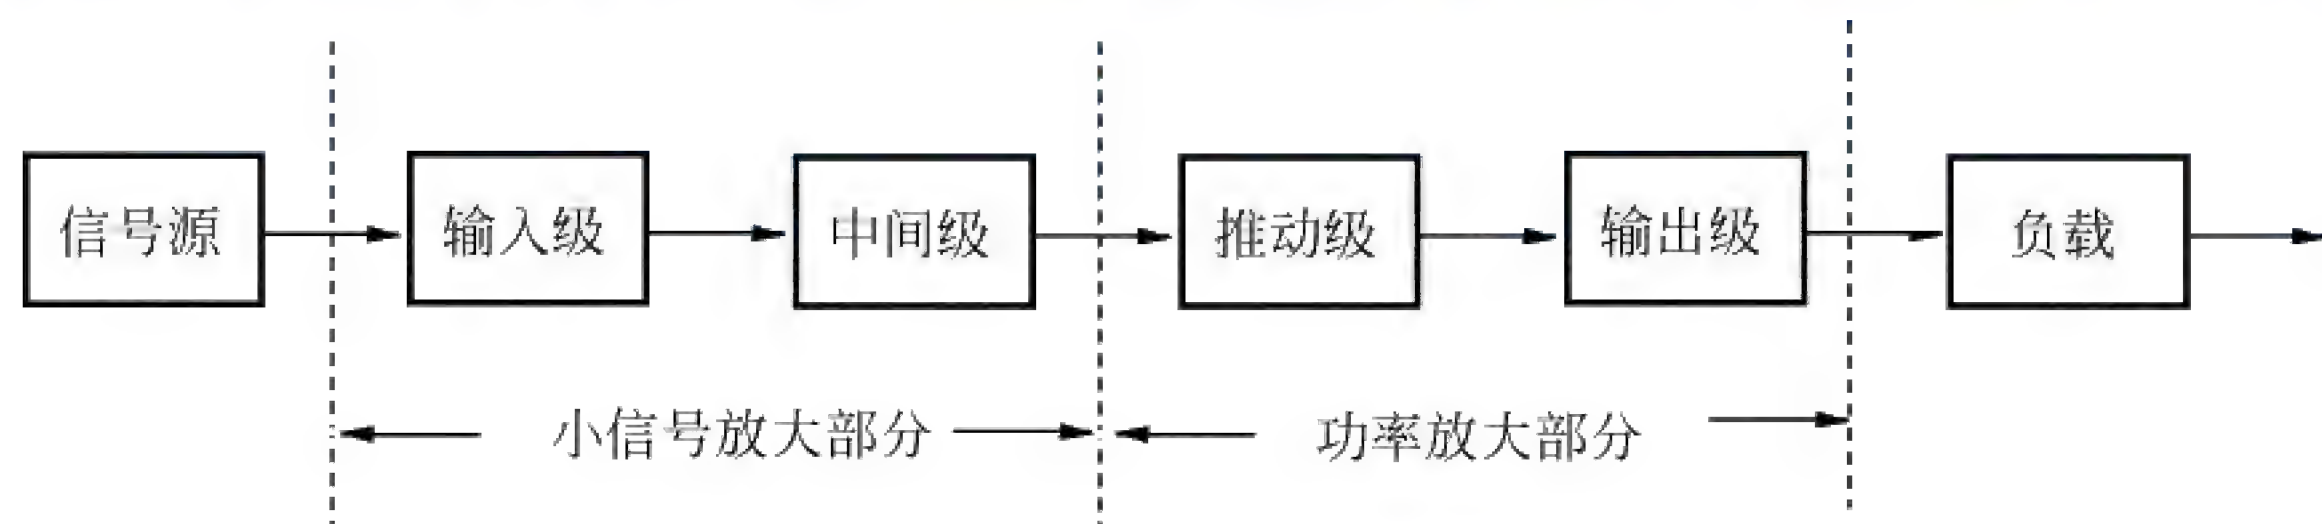 信号源
输入级
中间级
推动级
输出级
负载
小信号放大部分
功率放大部分